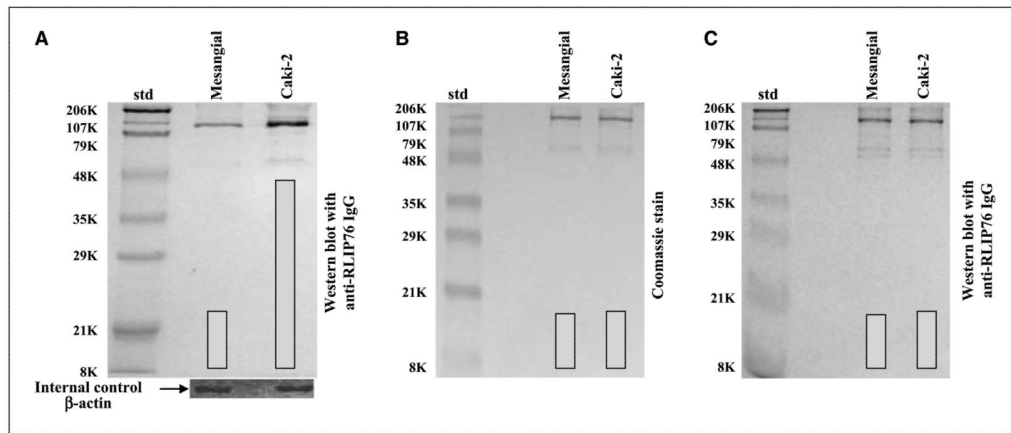 A
std
Mesangial
Caki-2
206K
107K
79K
48K
35K
29K
21K
8K
Western blot with
anti-RLIP76 IgG
Internal control
β-actin
B
std
Mesangial
Caki-2
206K
107K
79K
48K
35K
29K
21K
8K
Coomassie stain
C
std
Mesangial
Caki-2
206K
107K
79K
48K
35K
29K
21K
8K
Western blot with
anti-RLIP76 IgG